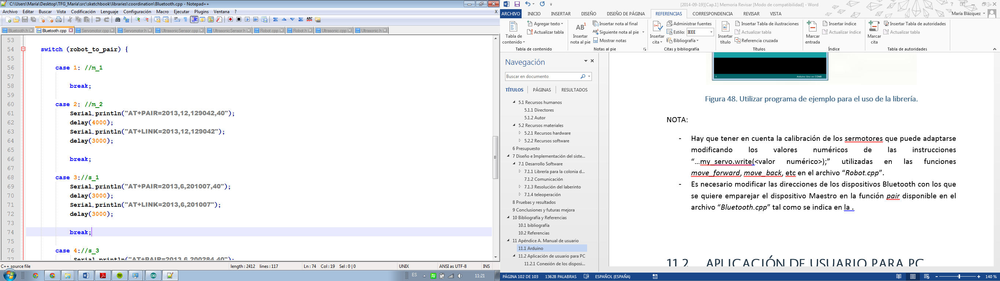 C:\Users\María\Desktop\TFG_María\src\sketchbook\libraries\coordination\Bluetooth.cpp - Notepad++
Archivo Editar Buscar Vista Codificación Lenguaje Configuración Macro Ejecutar Plugins Ventana ? X
Bluetooth.h Bluetooth.cpp Servomotor.cpp Servomotor.h UltrasonicSensor.cpp UltrasonicSensor.h Robot.cpp Robot.h Ultrasonic.cpp Ultrasonic.h
53
54 switch (robot_to_pair) {
55
56 case 1: //m_1
57
58 break;
59
60 case 2: //m_2
61 Serial.println("AT+PAIR=2013,12,129042,40");
62 delay(4000);
63 Serial.println("AT+LINK=2013,12,129042");
64 delay(3000);
65
66 break;
67
68 case 3://s_1
69 Serial.println("AT+PAIR=2013,6,201007,40");
70 delay(3000);
71 Serial.println("AT+LINK=2013,6,201007");
72 delay(3000);
73
74 break;
75
76 case 4://s_3
77 Serial.println("AT+PAIR=2013,6,200284,40");
C++ source file length : 2412 lines : 117 Ln : 74 Col : 19 Sel : 0 | 0 UNIX ANSI as UTF-8 INS
ES 11:21
[2014-09-19][Cap.1] Memoria Revisar [Modo de compatibilidad] - Word
ARCHIVO INICIO INSERTAR DISEÑO DISEÑO DE PÁGINA REFERENCIAS CORRESPONDENCIA REVISAR VISTA María Blázquez
Tabla de contenido
Agregar texto
Actualizar tabla
Tabla de contenido
AB1
Insertar nota al pie
Insertar nota al final
Siguiente nota al pie
Mostrar notas
Notas al pie
Insertar cita
Administrar fuentes
Estilo: IEEE
Bibliografía
Citas y bibliografía
Insertar título
Insertar Tabla de ilustraciones
Actualizar tabla
Referencia cruzada
Títulos
Marcar entrada
Insertar índice
Actualizar índice
Índice
Marcar cita
Insertar Tabla de autoridades
Actualizar tabla
Tabla de autoridades
Navegación
Buscar en documento
TÍTULOS PÁGINAS RESULTADOS
5.1 Recursos humanos
5.1.1 Directores
5.1.2 Autor
5.2 Recursos materiales
5.2.1 Recursos hardware
5.2.2 Recursos software
6 Presupuesto
7 Diseño e Implementación del siste...
7.1 Desarrollo Software
7.1.1 Librería para la colonia d...
7.1.2 Comunicación
7.1.3 Resolución del laberinto
7.1.4 teleoperación
8 Pruebas y resultados
9 Conclusiones y futuras mejora
10 Bibliografía y Referencias
10.1 bibliografía
10.2 Referencias
11 Apéndice A. Manual de usuario
11.1 Arduino
11.2 Aplicación de usuario para PC
11.2.1 Conexión de los disposi...
1 Arduino Uno en COM8
Figura 48. Utilizar programa de ejemplo para el uso de la librería.
NOTA:
- Hay que tener en cuenta la calibración de los sermotores que puede adaptarse
modificando los valores numéricos de las instrucciones
“…my_servo.write(<valor numérico>);” utilizadas en las funciones
move_forward, move_back, etc en el archivo “Robot.cpp”.
- Es necesario modificar las direcciones de los dispositivos Bluetooth con los que
se quiere emparejar el dispositivo Maestro en la función pair disponible en el
archivo “Bluetooth.cpp” tal como se indica en la .
11.2 APLICACIÓN DE USUARIO PARA PC
PÁGINA 102 DE 103 13628 PALABRAS ESPAÑOL (ESPAÑA) 140 %